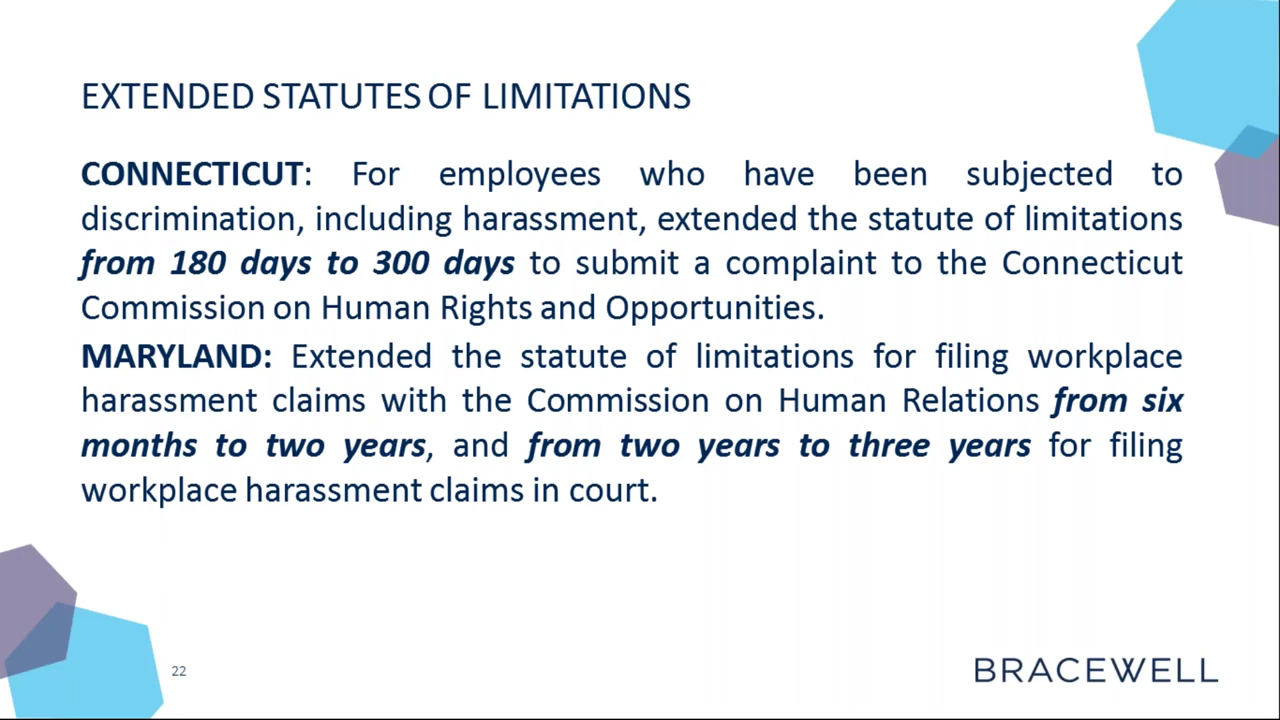 EXTENDED STATUTES OF LIMITATIONS
CONNECTICUT: For employees who have been subjected to
discrimination, including harassment, extended the statute of limitations
from 180 days to 300 days to submit a complaint to the Connecticut
Commission on Human Rights and Opportunities.
MARYLAND: Extended the statute of limitations for filing workplace
harassment claims with the Commission on Human Relations from six
months to two years, and from two years to three years for filing
workplace harassment claims in court.
22
BRACEWELL